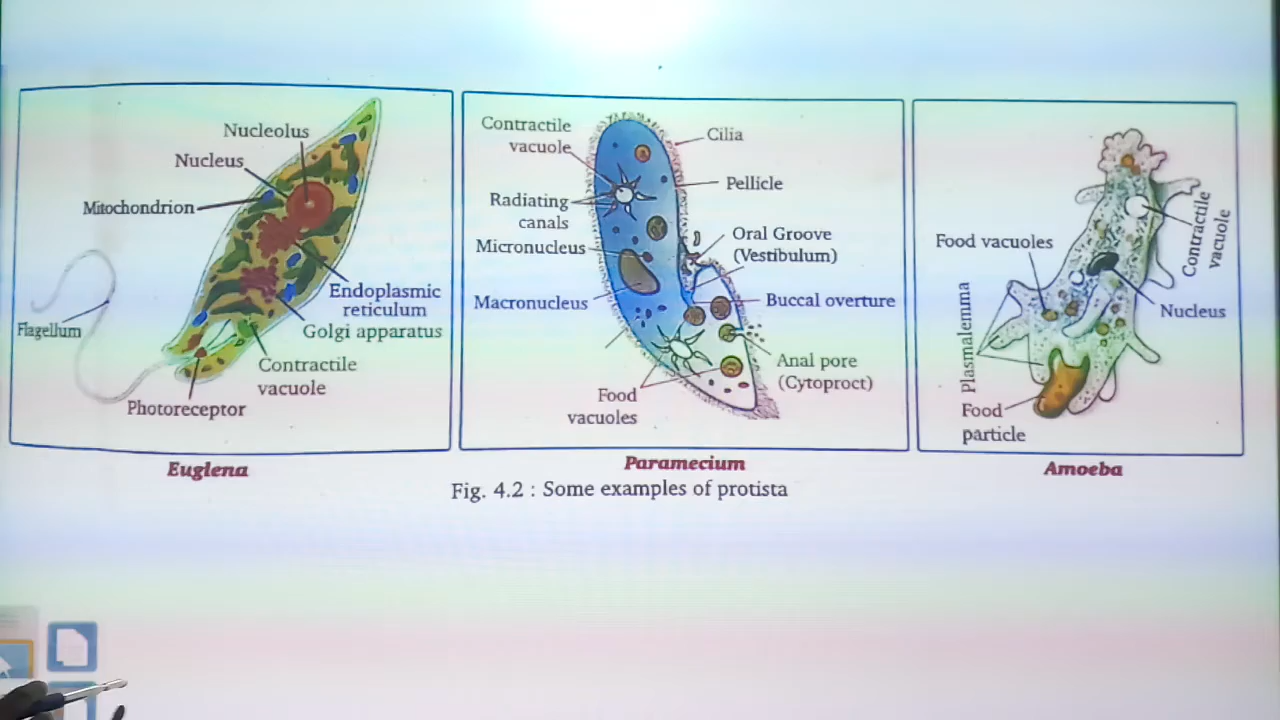 Nucleolus
Nucleus
Mitochondrion
Flagellum
Photoreceptor
Endoplasmic
reticulum
Golgi apparatus
Contractile
vacuole
Euglena
Contractile
vacuole
Radiating
canals
Micronucleus
Macronucleus
Food
vacuoles
Cilia
Pellicle
Oral Groove
(Vestibulum)
Buccal overture
Anal pore
(Cytoproct)
Paramecium
Food vacuoles
Plasmalemma
Food
particle
Contractile
vacuole
Nucleus
Amoeba
Fig. 4.2 : Some examples of protista